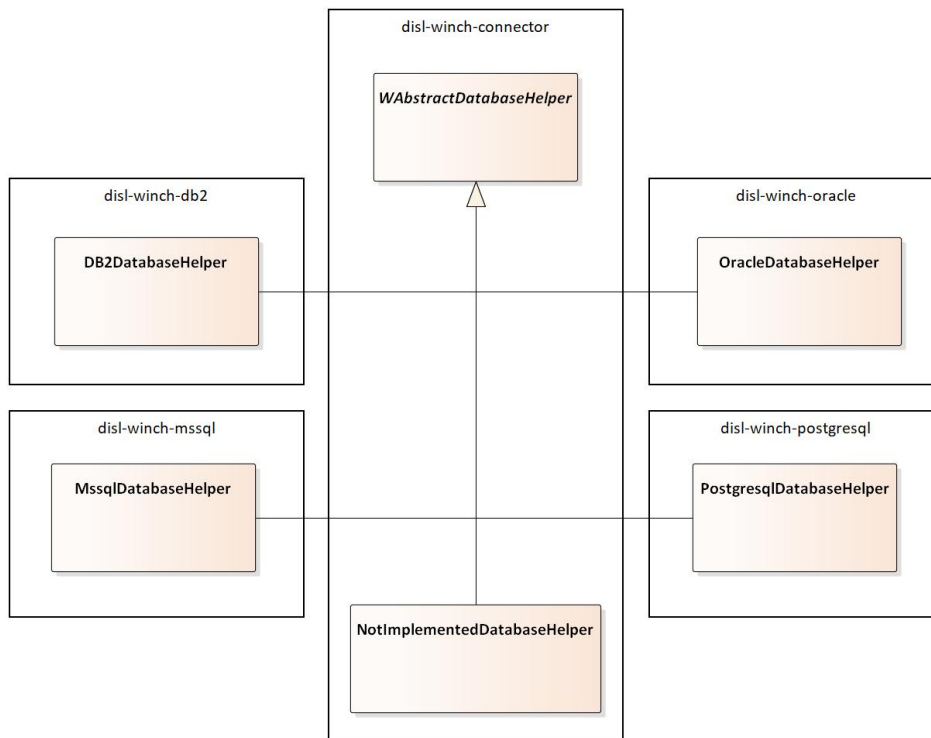 disl-winch-connector
WAbstractDatabaseHelper
disl-winch-db2
DB2DatabaseHelper
disl-winch-oracle
OracleDatabaseHelper
disl-winch-mssql
MssqlDatabaseHelper
disl-winch-postgresql
PostgresqlDatabaseHelper
NotImplementedDatabaseHelper